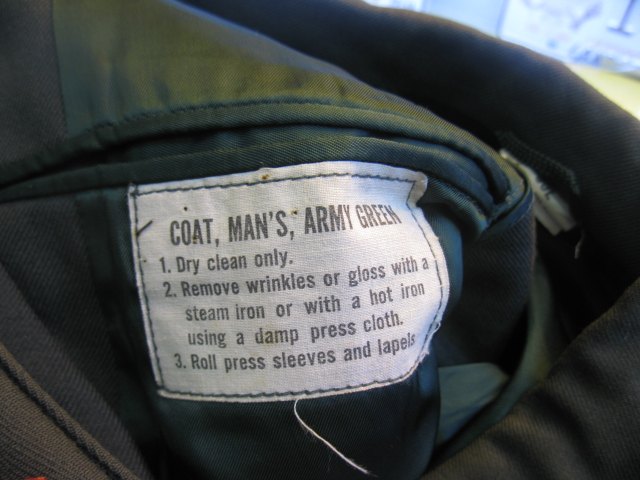 COAT, MAN'S, ARMY GREEN
1. Dry clean only.
2. Remove wrinkles or gloss with a
steam iron or with a hot iron
using a damp press cloth.
3. Roll press sleeves and lapels